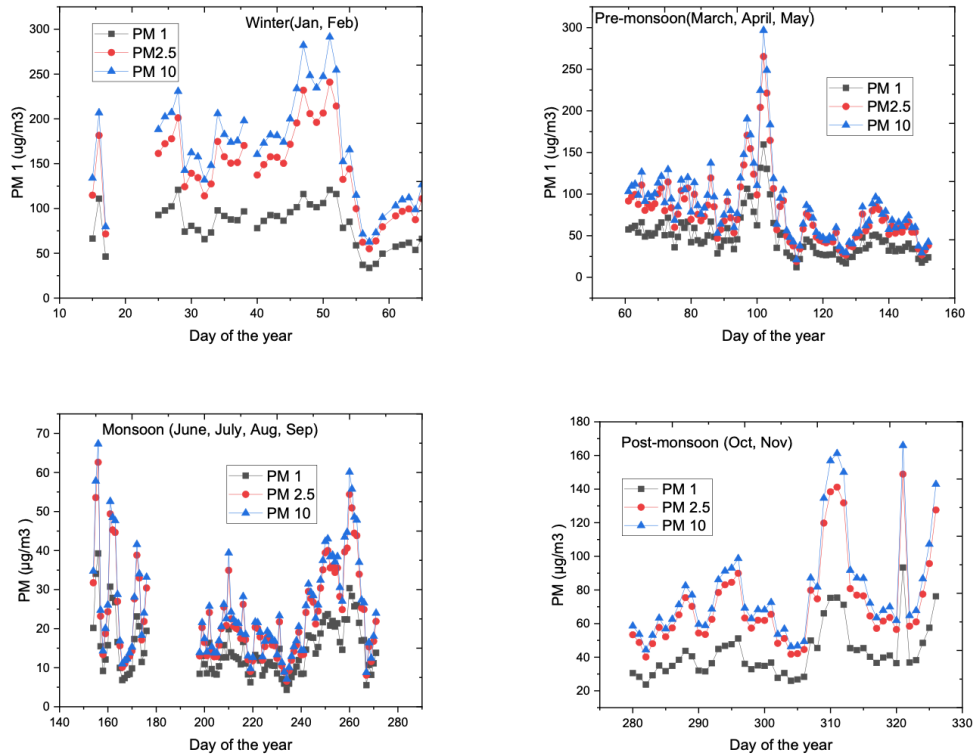 Winter(Jan, Feb)
PM 1
PM2.5
PM 10
300
250
200
150
100
50
0
PM 1 (ug/m3)
10 20 30 40 50 60
Day of the year
Pre-monsoon(March, April, May)
PM 1
PM2.5
PM 10
300
250
200
150
100
50
0
PM 1 (ug/m3)
40 60 80 100 120 140 160
Day of the year
Monsoon (June, July, Aug, Sep)
PM 1
PM 2.5
PM 10
70
60
50
40
30
20
10
0
PM (µg/m3 )
140 160 180 200 220 240 260 280
Day of the year
Post-monsoon (Oct, Nov)
PM 1
PM 2.5
PM 10
180
160
140
120
100
80
60
40
20
PM (µg/m3 )
280 290 300 310 320 330
Day of the year